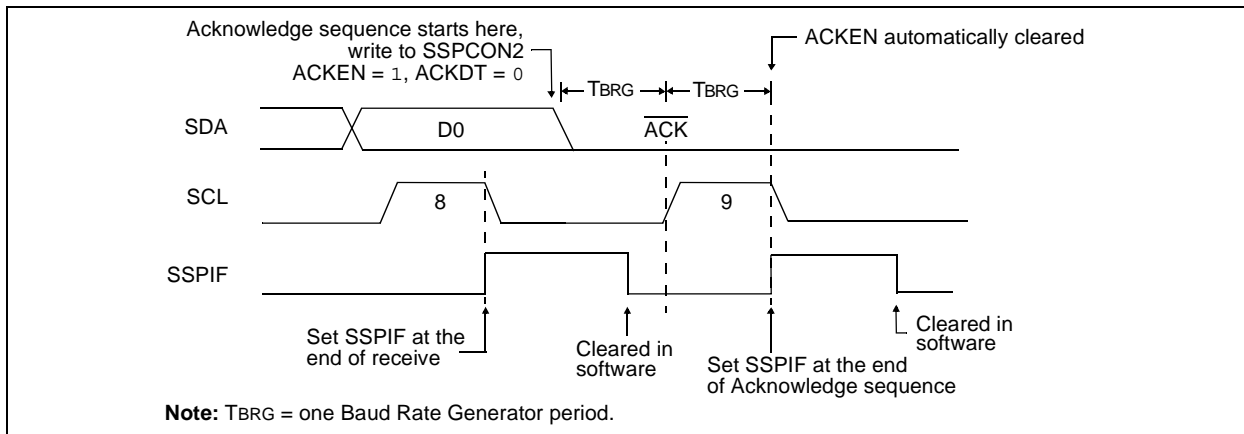 Acknowledge sequence starts here,
write to SSPCON2
ACKEN = 1, ACKDT = 0
ACKEN automatically cleared
TBRG
TBRG
SDA
D0
ACK
SCL
8
9
SSPIF
Set SSPIF at the
end of receive
Cleared in
software
Set SSPIF at the end
of Acknowledge sequence
Cleared in
software
Note: TBRG = one Baud Rate Generator period.